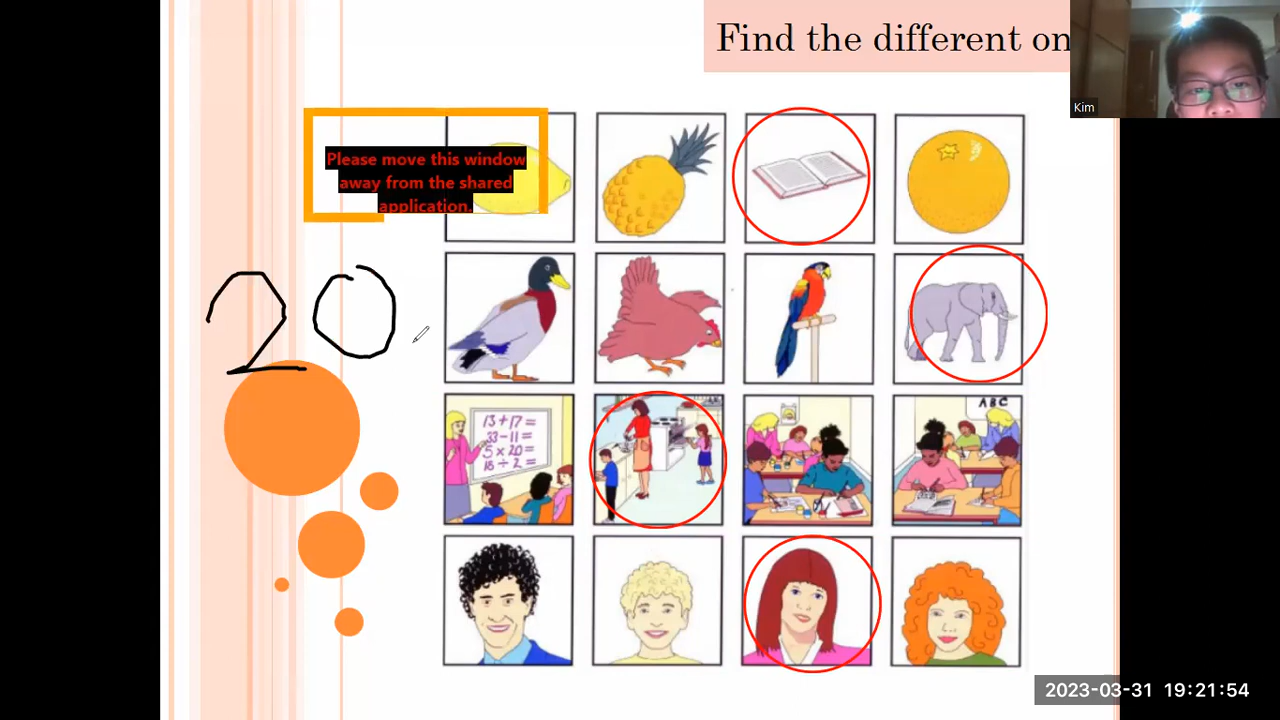 Find the different on
Kim
Please move this window
away from the shared
application.
20
13+17=
33-11=
5×20=
18÷2=
ABC
2023-03-31 19:21:54